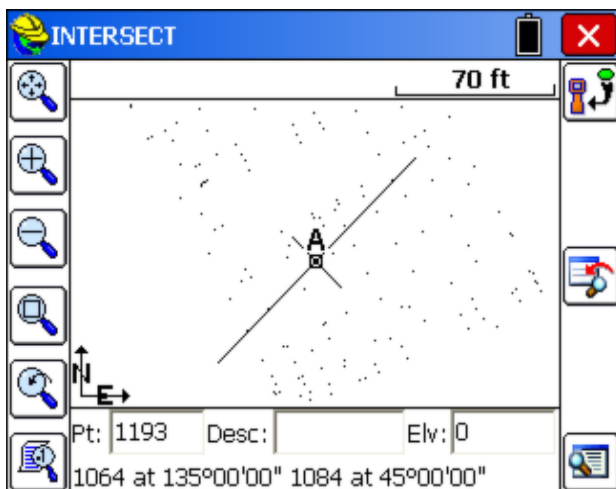 INTERSECT
70 ft
A
N
E
Pt: 1193 Desc: Elv: 0
1064 at 135°00'00" 1084 at 45°00'00"